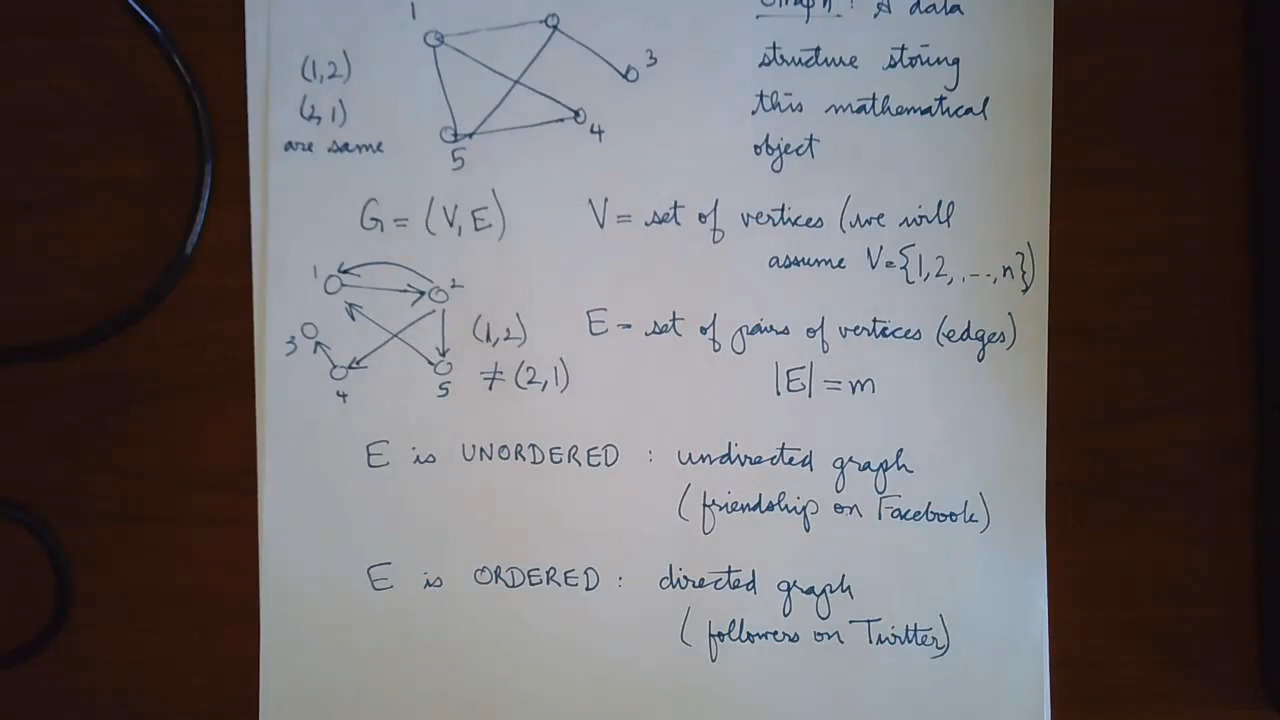 Graph : A data
structure storing
this mathematical
object
1
3
4
5
(1,2)
(2,1)
are same
G = (V,E)
V = set of vertices (we will
assume V={1,2,...,n})
1
2
3
4
5
(1,2)
≠ (2,1)
E = set of pairs of vertices (edges)
|E| = m
E is UNORDERED : undirected graph
(friendship on Facebook)
E is ORDERED : directed graph
(followers on Twitter)